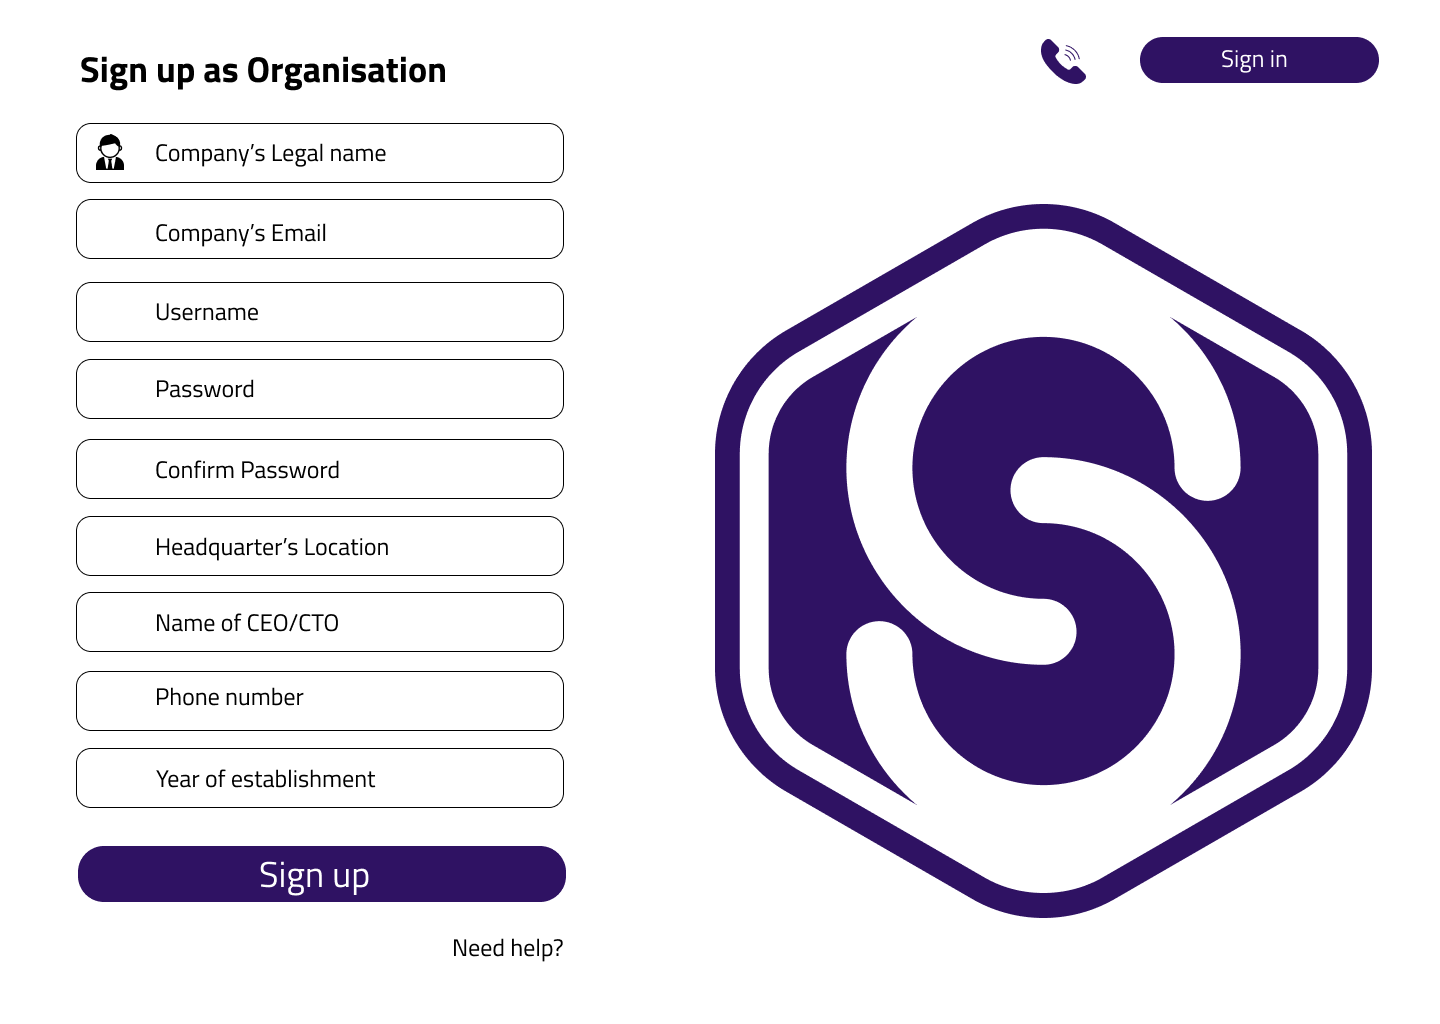 Sign up as Organisation
Sign in
Company’s Legal name
Company’s Email
Username
Password
Confirm Password
Headquarter’s Location
Name of CEO/CTO
Phone number
Year of establishment
Sign up
Need help?